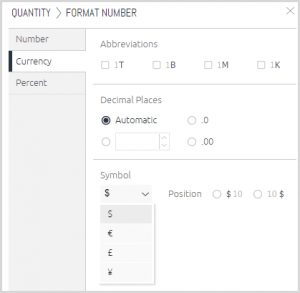 QUANTITY > FORMAT NUMBER
Number
Currency
Percent
Abbreviations
1T 1B 1M 1K
Decimal Places
Automatic .0
.00
Symbol
$ Position $10 10$
$
€
£
¥